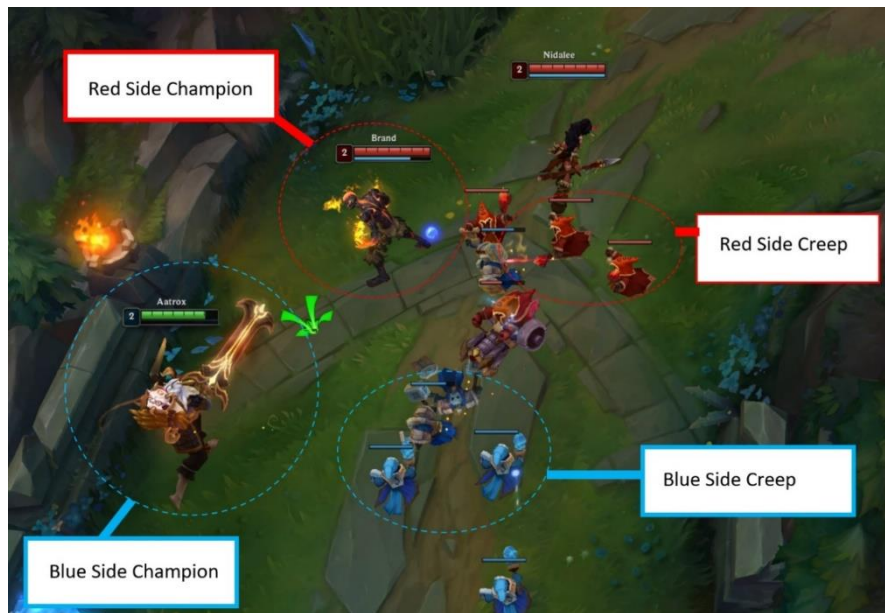 Nidalee
2
Red Side Champion
Brand
2
Red Side Creep
Aatrox
2
Blue Side Creep
Blue Side Champion